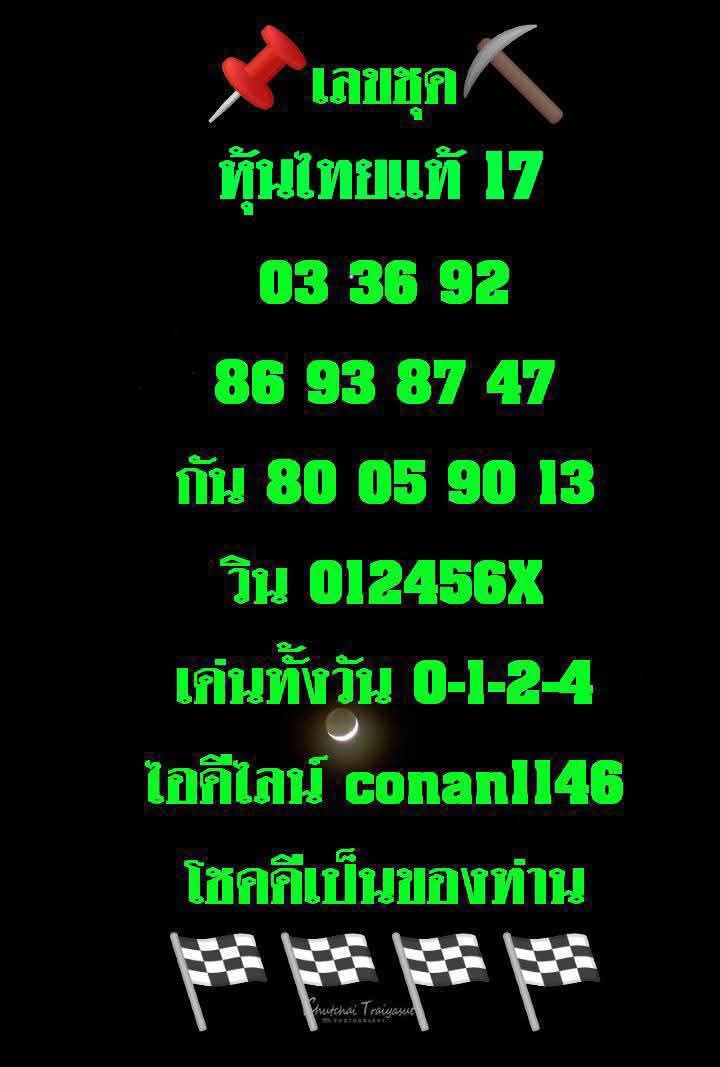 เลขชุด
หุ้นไทยแท้ 17
03 36 92
86 93 87 47
กัน 80 05 90 13
วิน 012456X
เด่นทั้งวัน 0-1-2-4
ไอดีไลน์ conan1146
โชคดีเป็นของท่าน
Chutchai Traiyasut
PHOTOGRAPHY